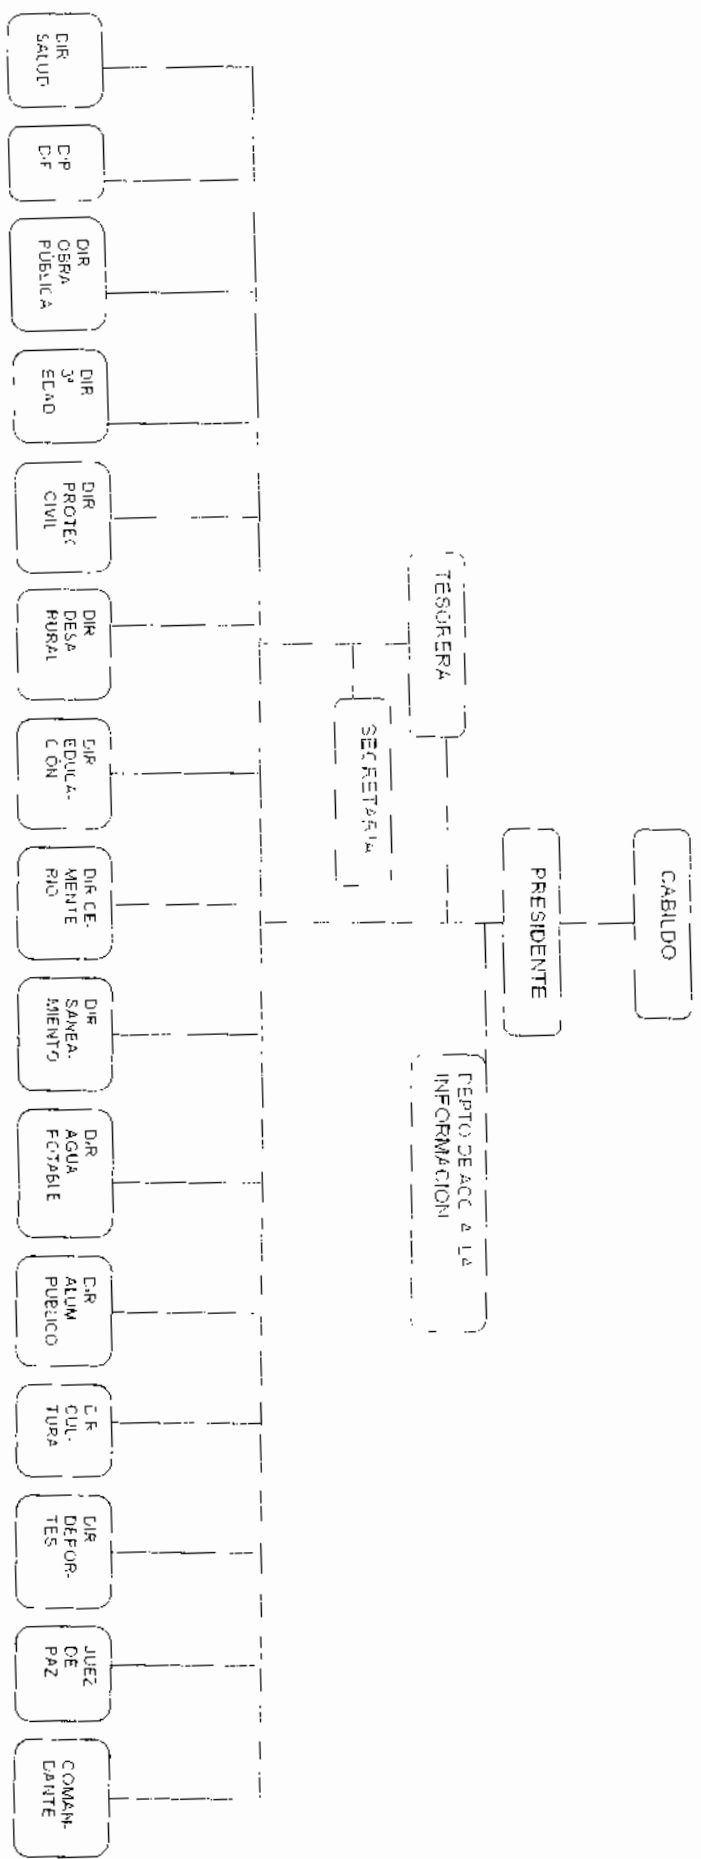 CABILDO
PRESIDENTE
DEPTO DE ACC A LA
INFORMACION
TESORERA
SECRETARIA
DIR
SALUD
DIR
DIF
DIR
OBRA
PÚBLICA
DIR
3ª
EDAD
DIR
PROTEC
CIVIL
DIR
DESA
RURAL
DIR
EDUCA-
CIÓN
DIR CE-
MENTE
RIO
DIR
SANEA-
MIENTO
DIR
AGUA
POTABLE
DIR
ALUM
PUBLICO
DIR
CUL-
TURA
DIR
DEPOR-
TES
JUEZ
DE
PAZ
COMAN-
DANTE